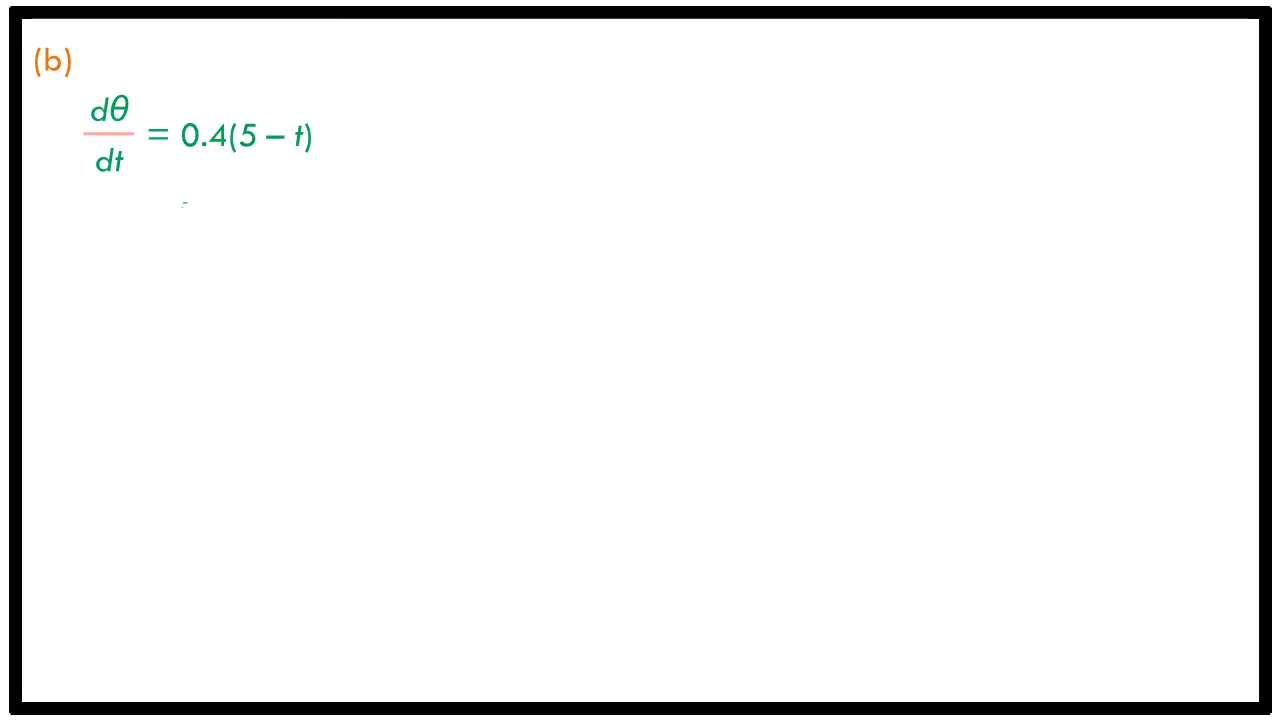 (b)
dθ/dt = 0.4(5 – t)